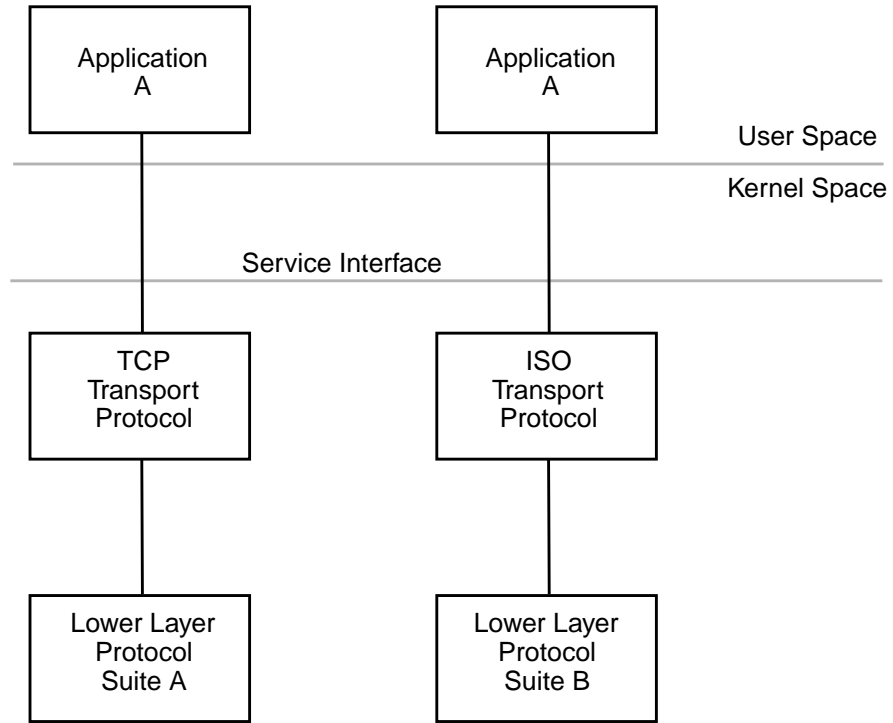 Application
A
Application
A
User Space
Kernel Space
Service Interface
TCP
Transport
Protocol
ISO
Transport
Protocol
Lower Layer
Protocol
Suite A
Lower Layer
Protocol
Suite B